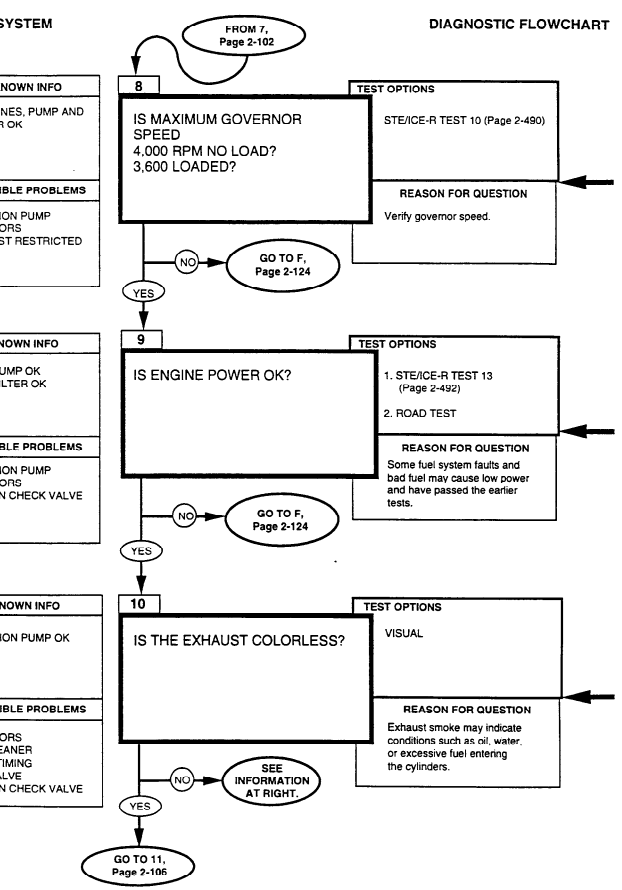 SYSTEM
DIAGNOSTIC FLOWCHART
FROM 7,
Page 2-102
NOWN INFO
NES, PUMP AND
R OK
IBLE PROBLEMS
ION PUMP
ORS
ST RESTRICTED
8
IS MAXIMUM GOVERNOR
SPEED
4,000 RPM NO LOAD?
3,600 LOADED?
TEST OPTIONS
STE/ICE-R TEST 10 (Page 2-490)
REASON FOR QUESTION
Verify governor speed.
NO
GO TO F,
Page 2-124
YES
NOWN INFO
UMP OK
ILTER OK
BLE PROBLEMS
ION PUMP
ORS
N CHECK VALVE
9
IS ENGINE POWER OK?
TEST OPTIONS
1. STE/ICE-R TEST 13
(Page 2-492)
2. ROAD TEST
REASON FOR QUESTION
Some fuel system faults and
bad fuel may cause low power
and have passed the earlier
tests.
NO
GO TO F,
Page 2-124
YES
NOWN INFO
ION PUMP OK
IBLE PROBLEMS
ORS
EANER
TIMING
ALVE
N CHECK VALVE
10
IS THE EXHAUST COLORLESS?
TEST OPTIONS
VISUAL
REASON FOR QUESTION
Exhaust smoke may indicate
conditions such as oil, water,
or excessive fuel entering
the cylinders.
NO
SEE
INFORMATION
AT RIGHT.
YES
GO TO 11,
Page 2-106